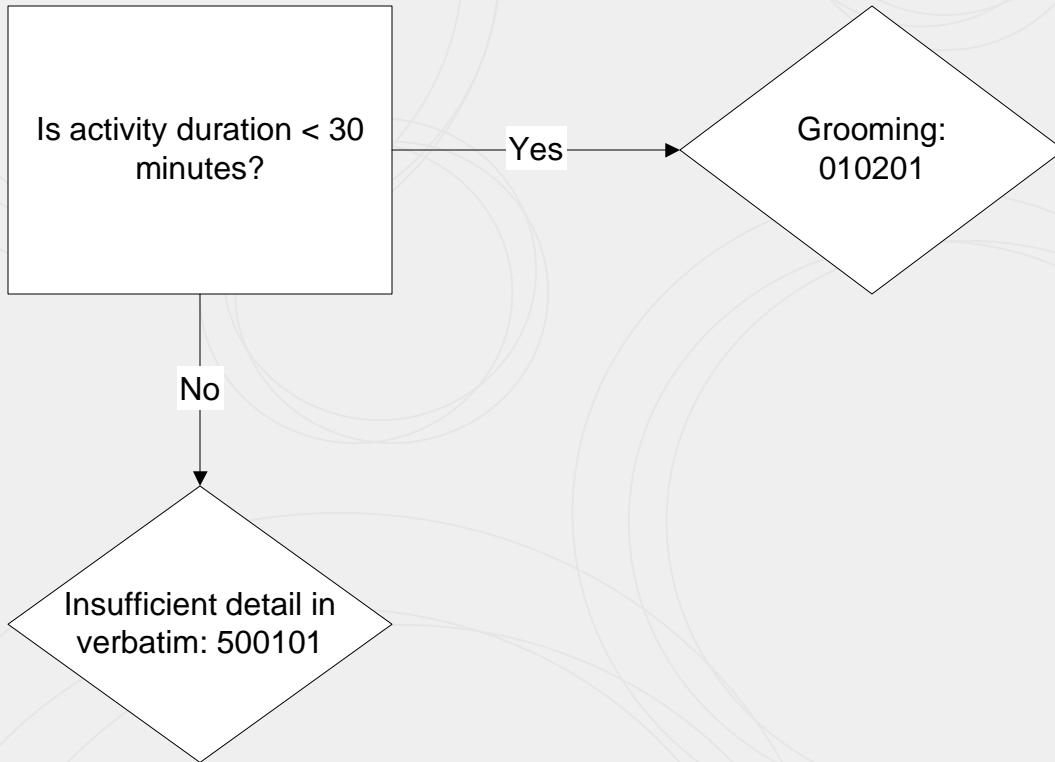 Is activity duration < 30
minutes?
Yes
Grooming:
010201
No
Insufficient detail in
verbatim: 500101